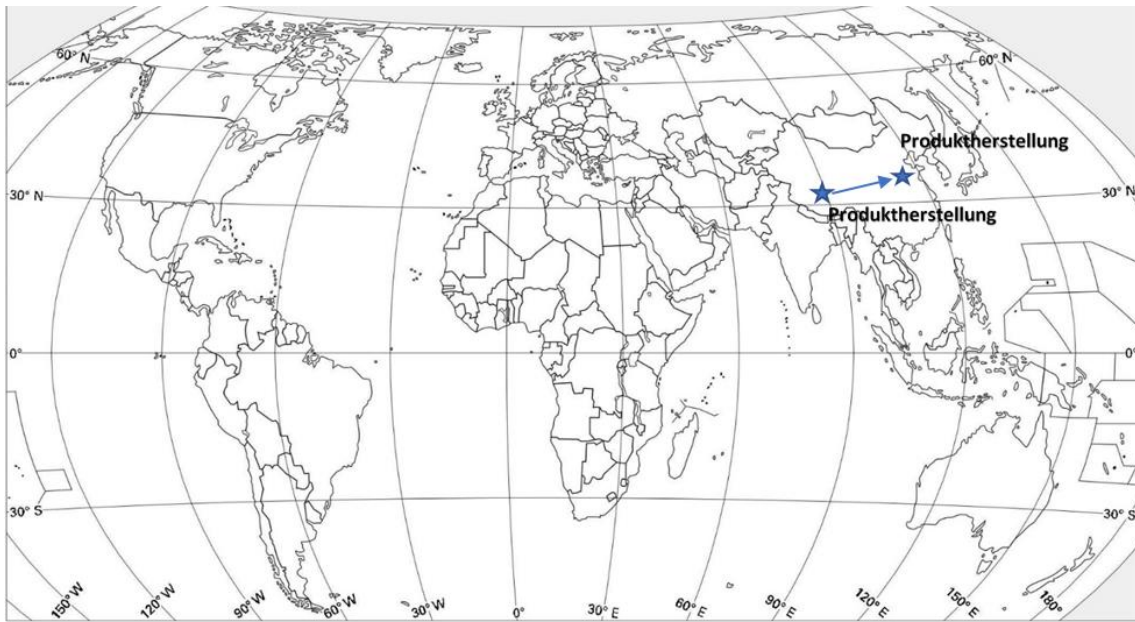 60° N
60° N
Produktherstellung
30° N
30° N
Produktherstellung
0°
0°
30° S
30° S
150° W
120° W
90° W
60° W
30° W
0°
30° E
60° E
90° E
120° E
150° E
180°